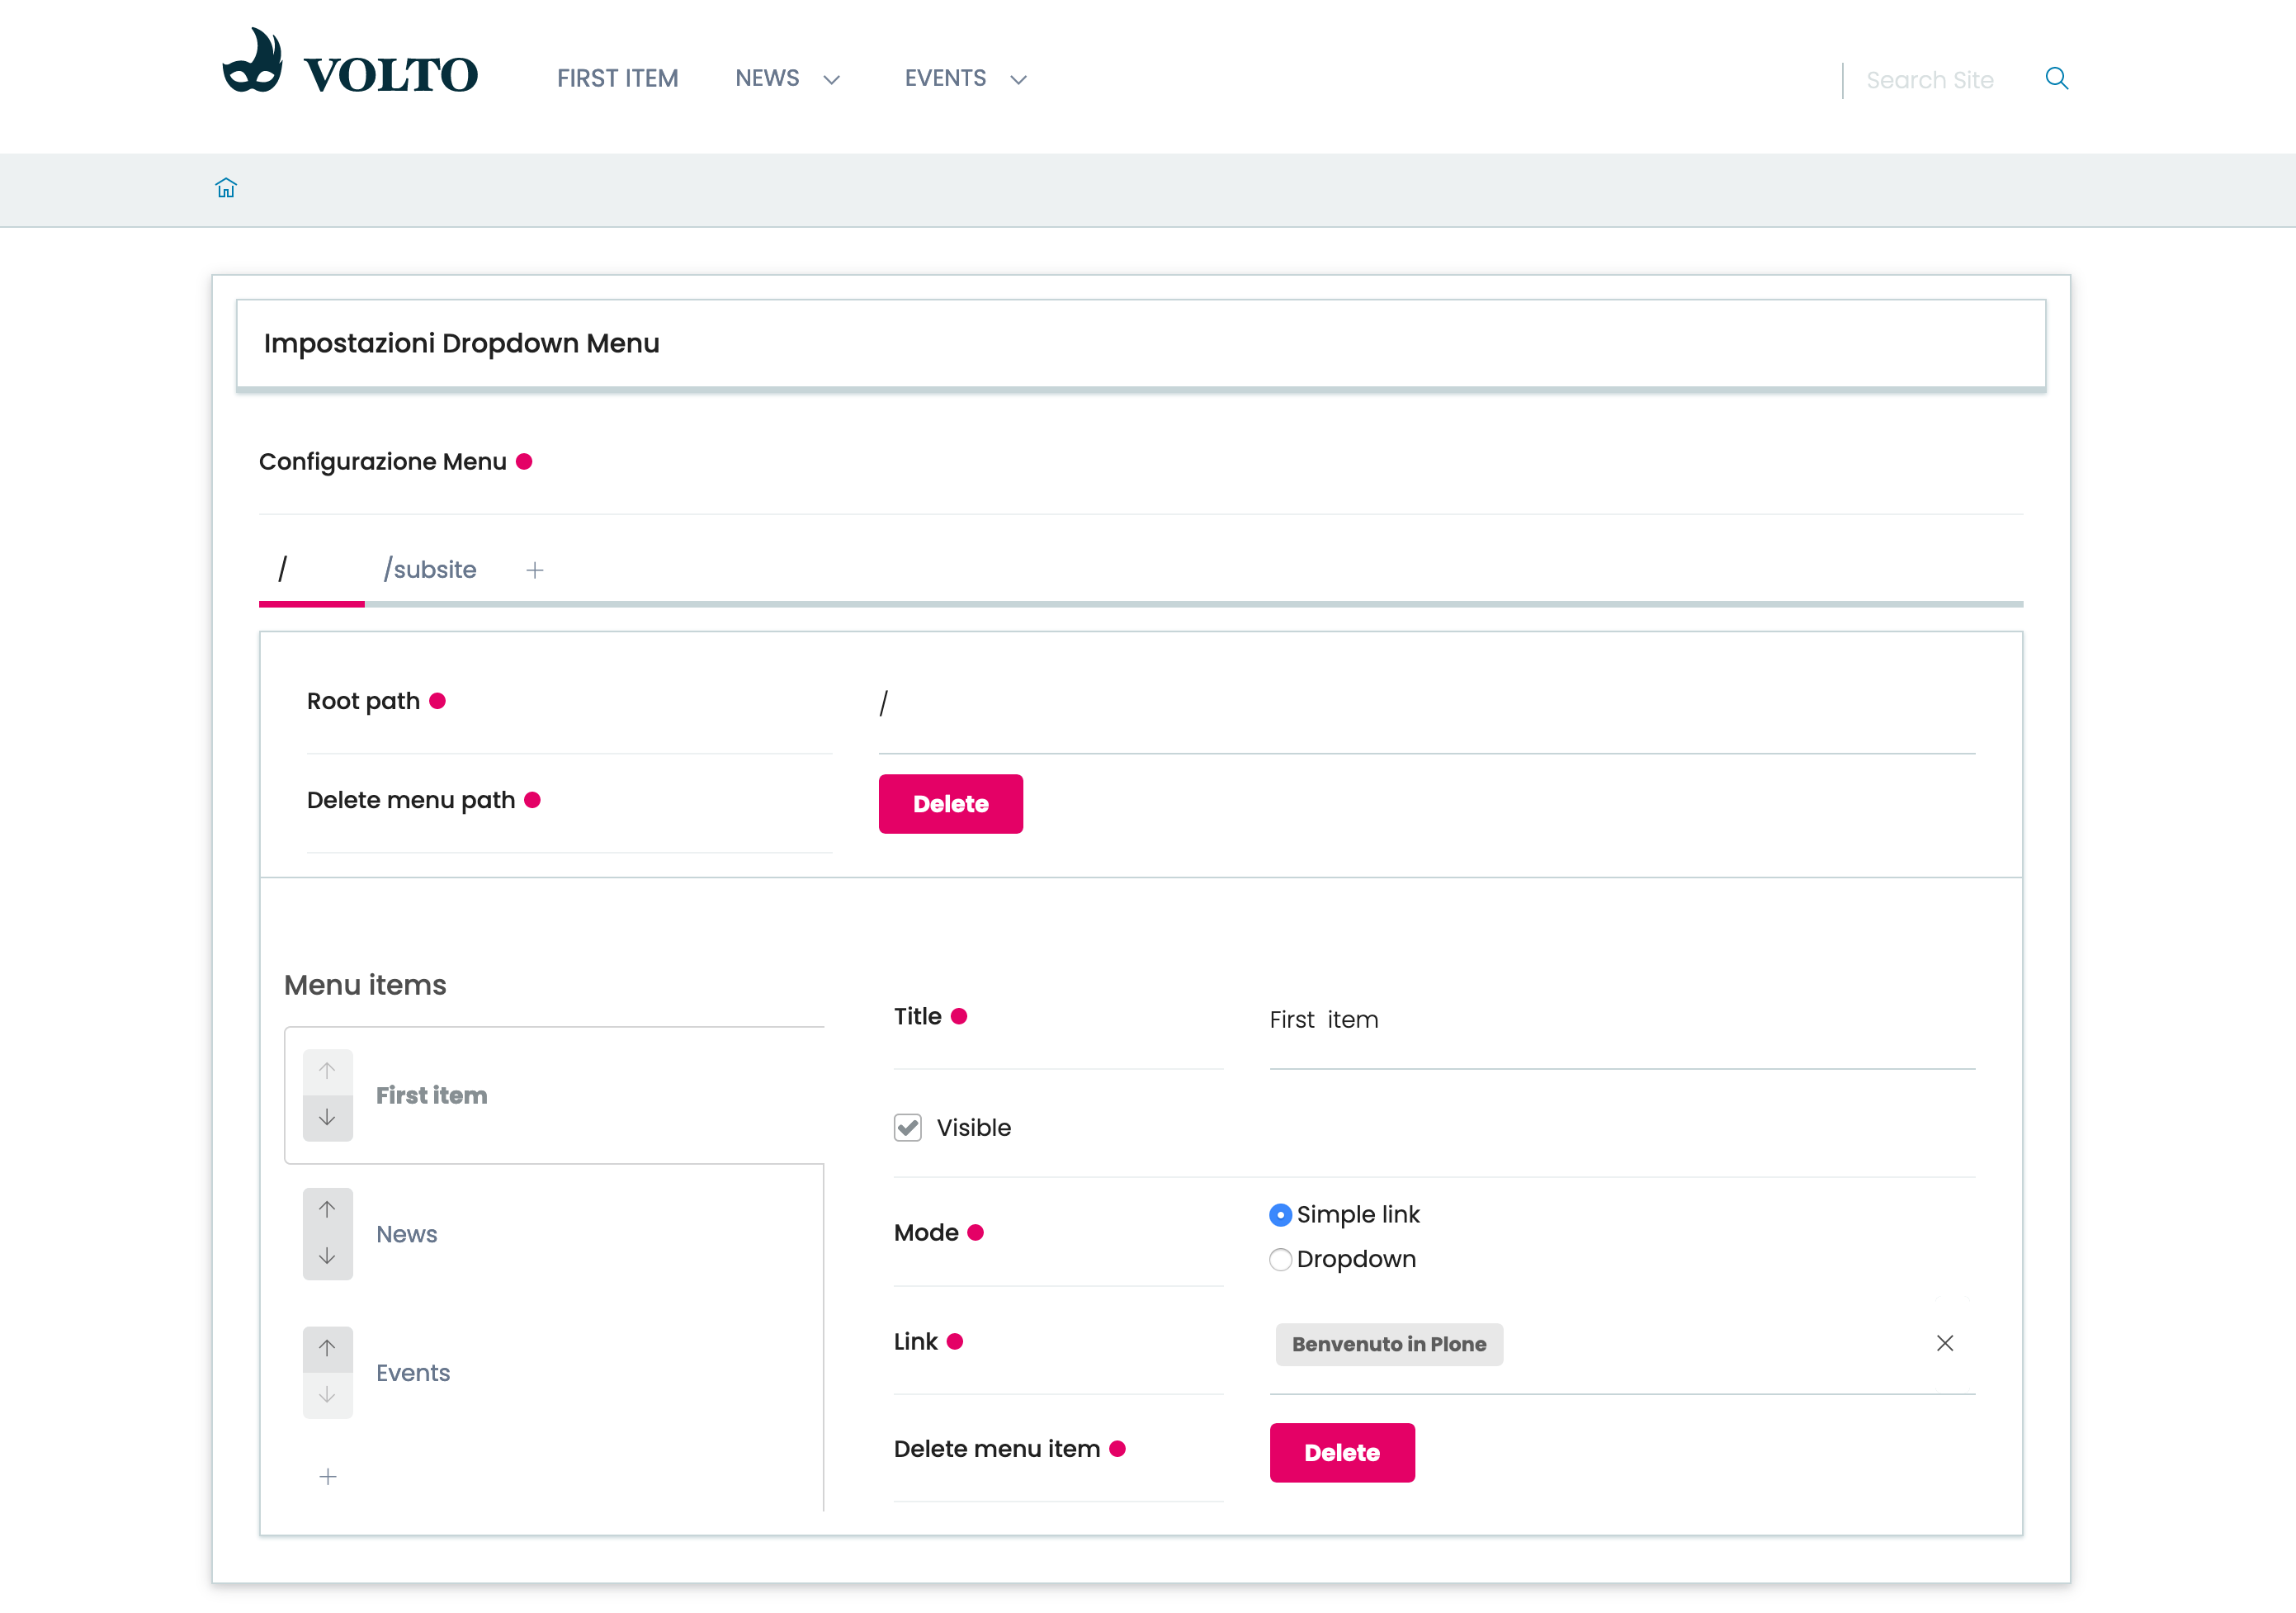 VOLTO FIRST ITEM NEWS EVENTS Search Site
Impostazioni Dropdown Menu
Configurazione Menu
/ /subsite +
Root path /
Delete menu path Delete
Menu items
Title First  item
First item
Visible
News
Mode Simple link
Dropdown
Link Benvenuto in Plone
Events
Delete menu item Delete
+